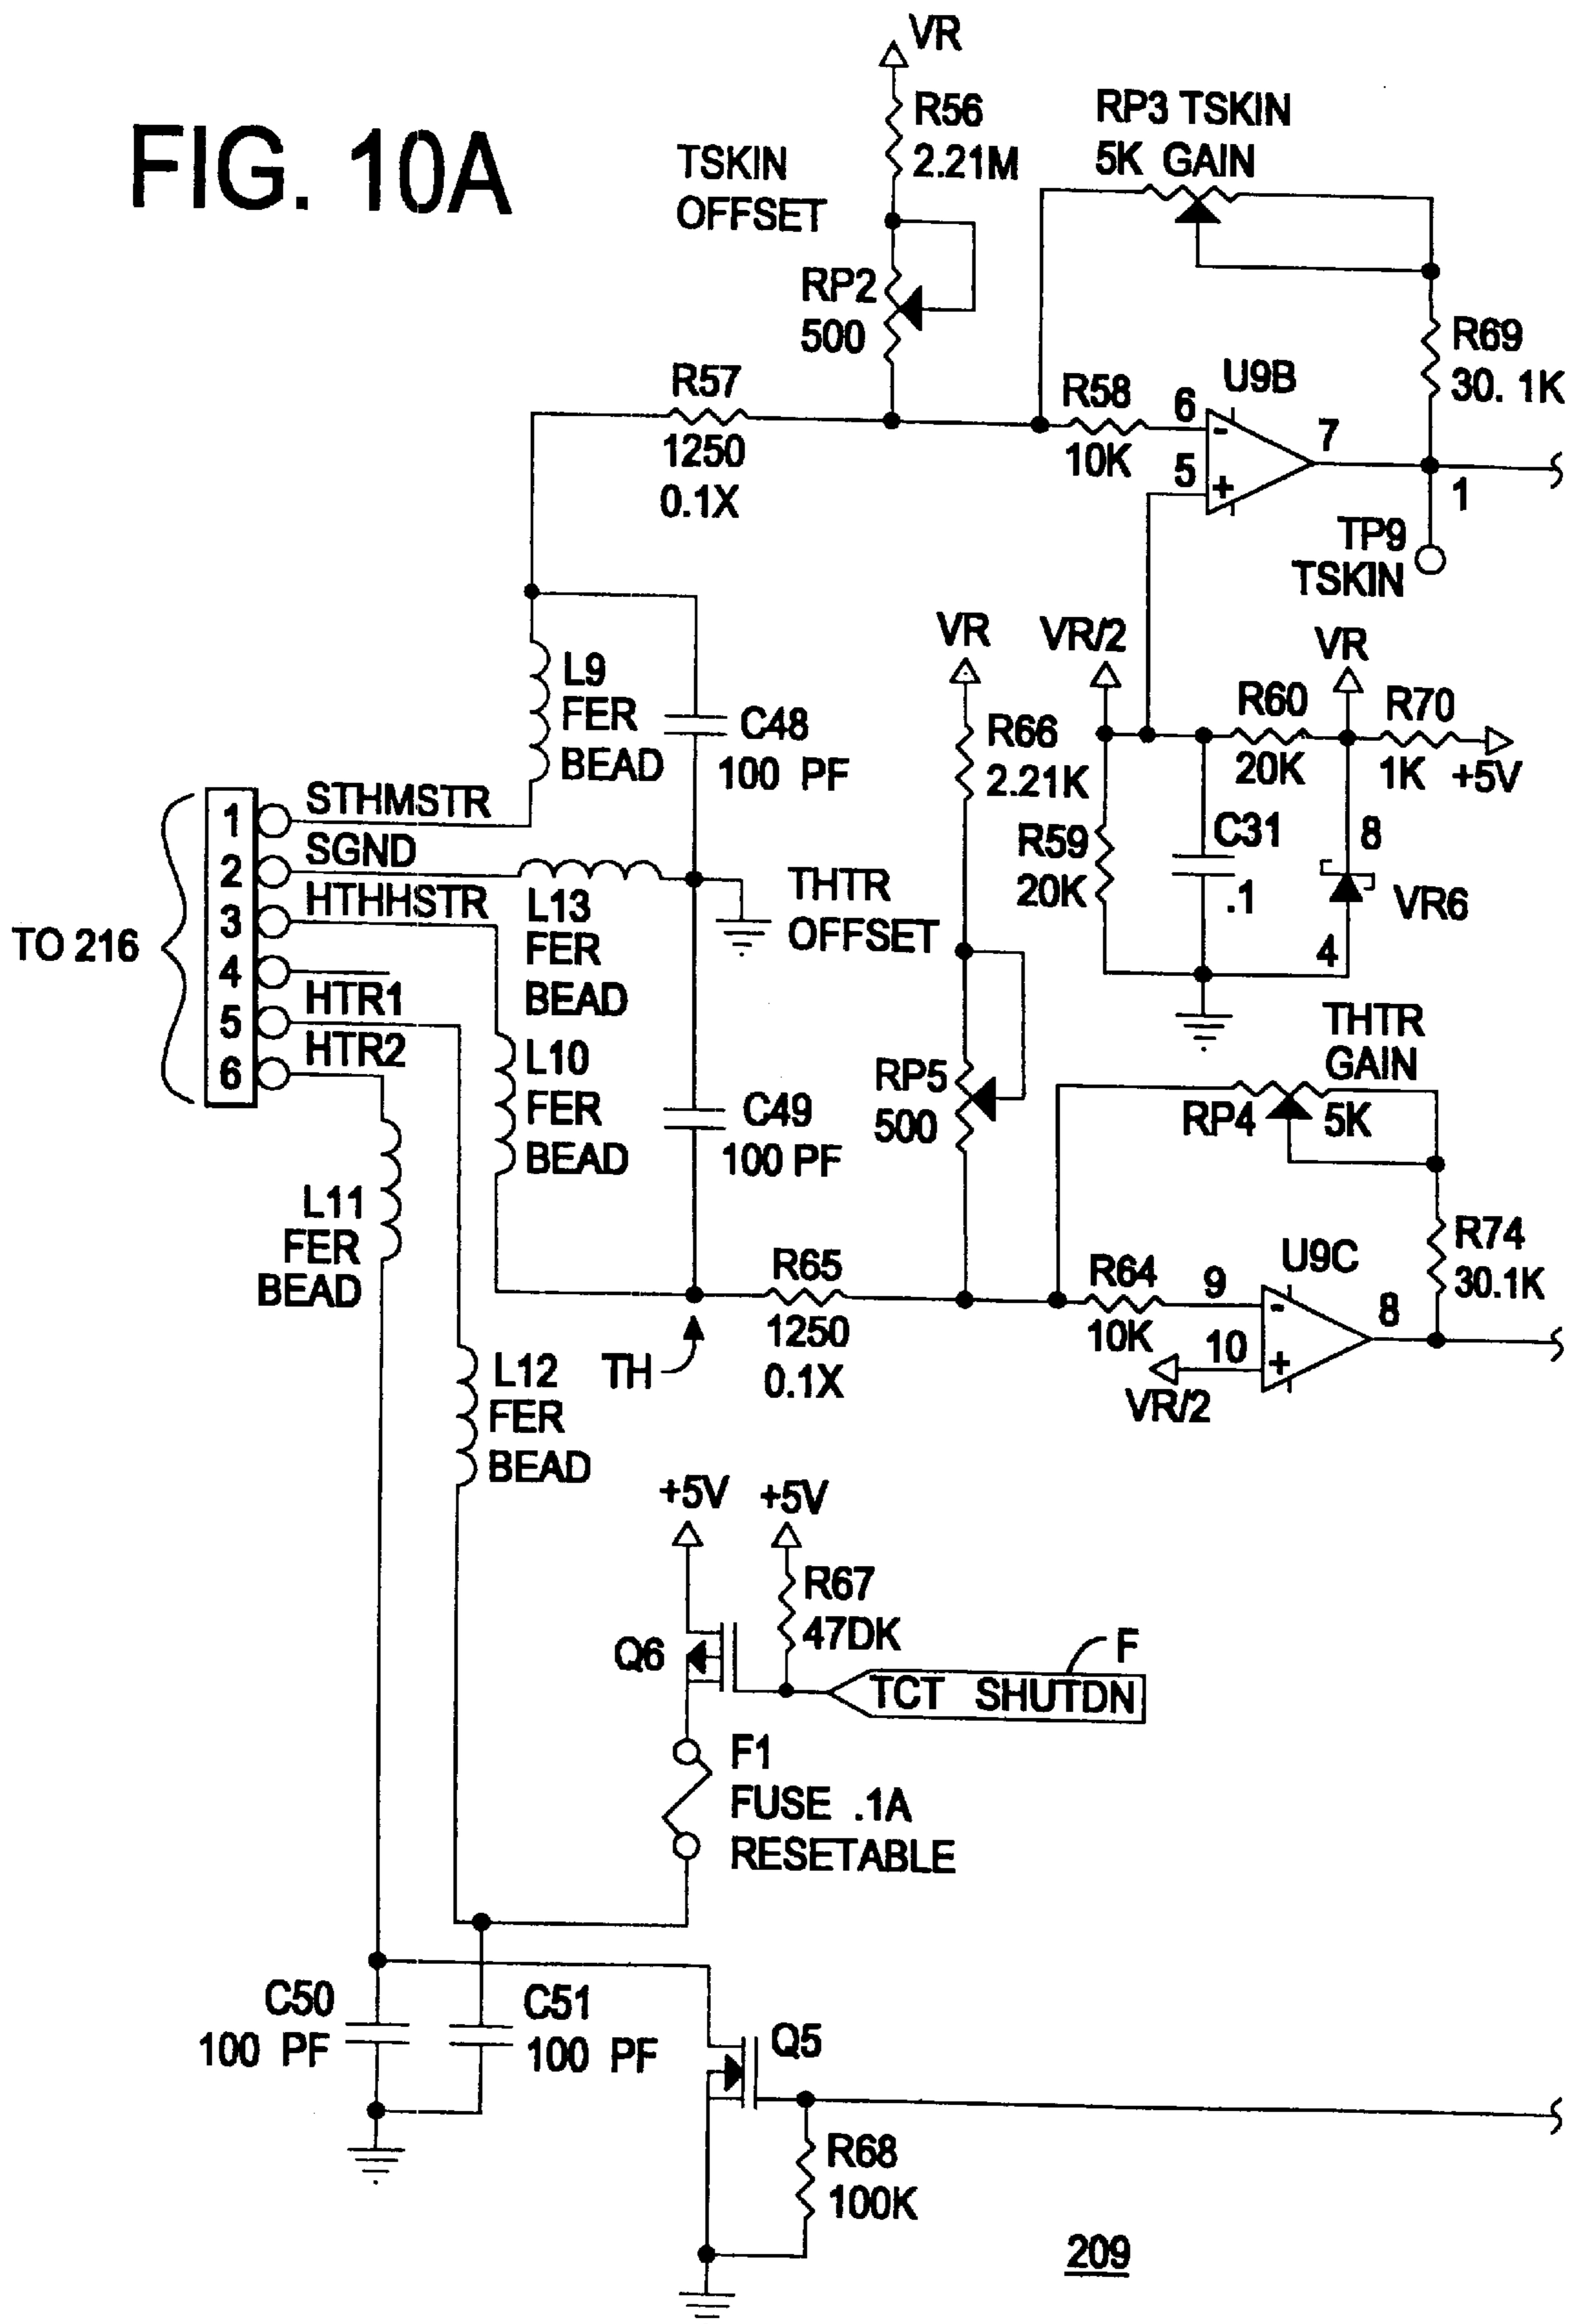 FIG. 10A
VR
R56
2.21M
TSKIN
OFFSET
RP2
500
RP3 TSKIN
5K GAIN
R69
30. 1K
R57
1250
0.1X
R58
10K
6
5
-
+
U9B
7
1
TP9
TSKIN
L9
FER
BEAD
C48
100 PF
VR
R66
2.21K
VR/2
R60
20K
VR
R70
1K
+5V
R59
20K
C31
.1
8
4
VR6
TO 216
1
2
3
4
5
6
STHMSTR
SGND
HTHHSTR
HTR1
HTR2
L13
FER
BEAD
THTR
OFFSET
L10
FER
BEAD
C49
100 PF
RP5
500
THTR
GAIN
RP4
5K
L11
FER
BEAD
R65
1250
0.1X
TH
R64
10K
9
10
-
+
VR/2
U9C
8
R74
30.1K
L12
FER
BEAD
+5V
+5V
R67
47DK
Q6
F
TCT SHUTDN
F1
FUSE .1A
RESETABLE
C50
100 PF
C51
100 PF
Q5
R68
100K
209